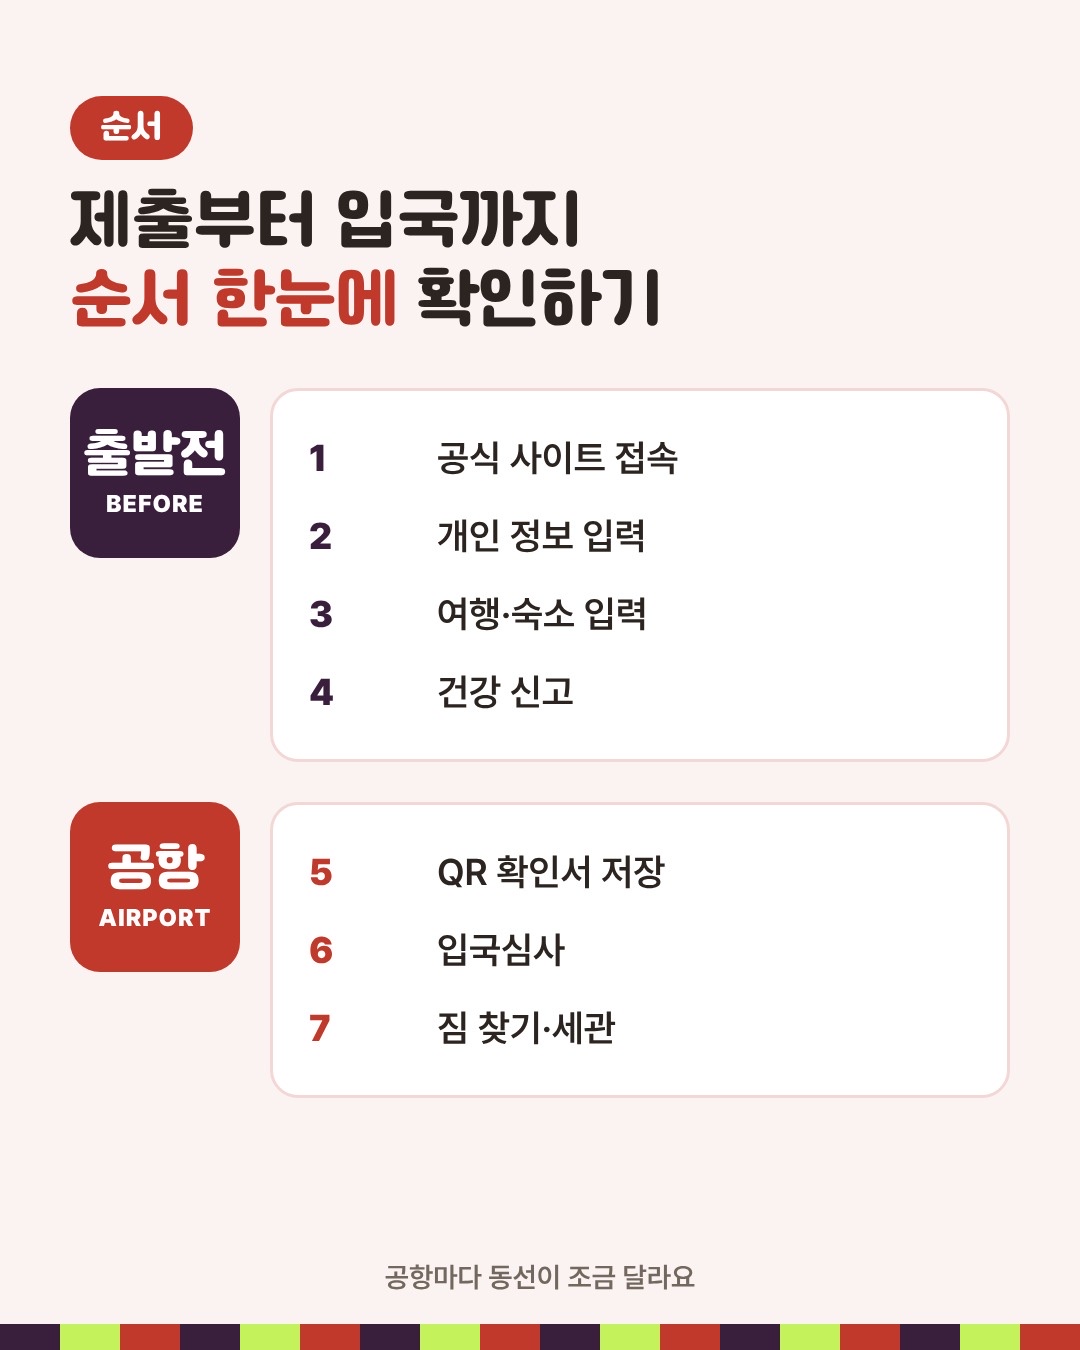 순서
제출부터 입국까지
순서 한눈에 확인하기
출발전
BEFORE
1 공식 사이트 접속
2 개인 정보 입력
3 여행·숙소 입력
4 건강 신고
공항
AIRPORT
5 QR 확인서 저장
6 입국심사
7 짐 찾기·세관
공항마다 동선이 조금 달라요